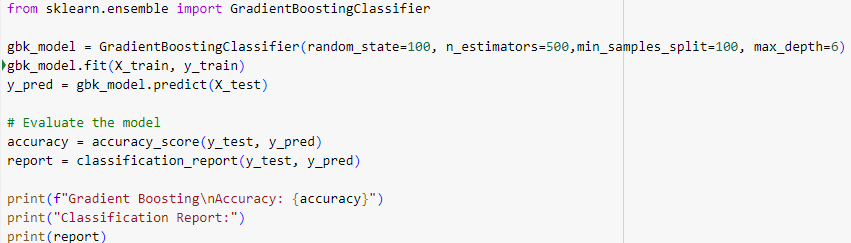 from sklearn.ensemble import GradientBoostingClassifier
gbk_model = GradientBoostingClassifier(random_state=100, n_estimators=500,min_samples_split=100, max_depth=6)
gbk_model.fit(X_train, y_train)
y_pred = gbk_model.predict(X_test)
# Evaluate the model
accuracy = accuracy_score(y_test, y_pred)
report = classification_report(y_test, y_pred)
print(f"Gradient Boosting\nAccuracy: {accuracy}")
print("Classification Report:")
print(report)